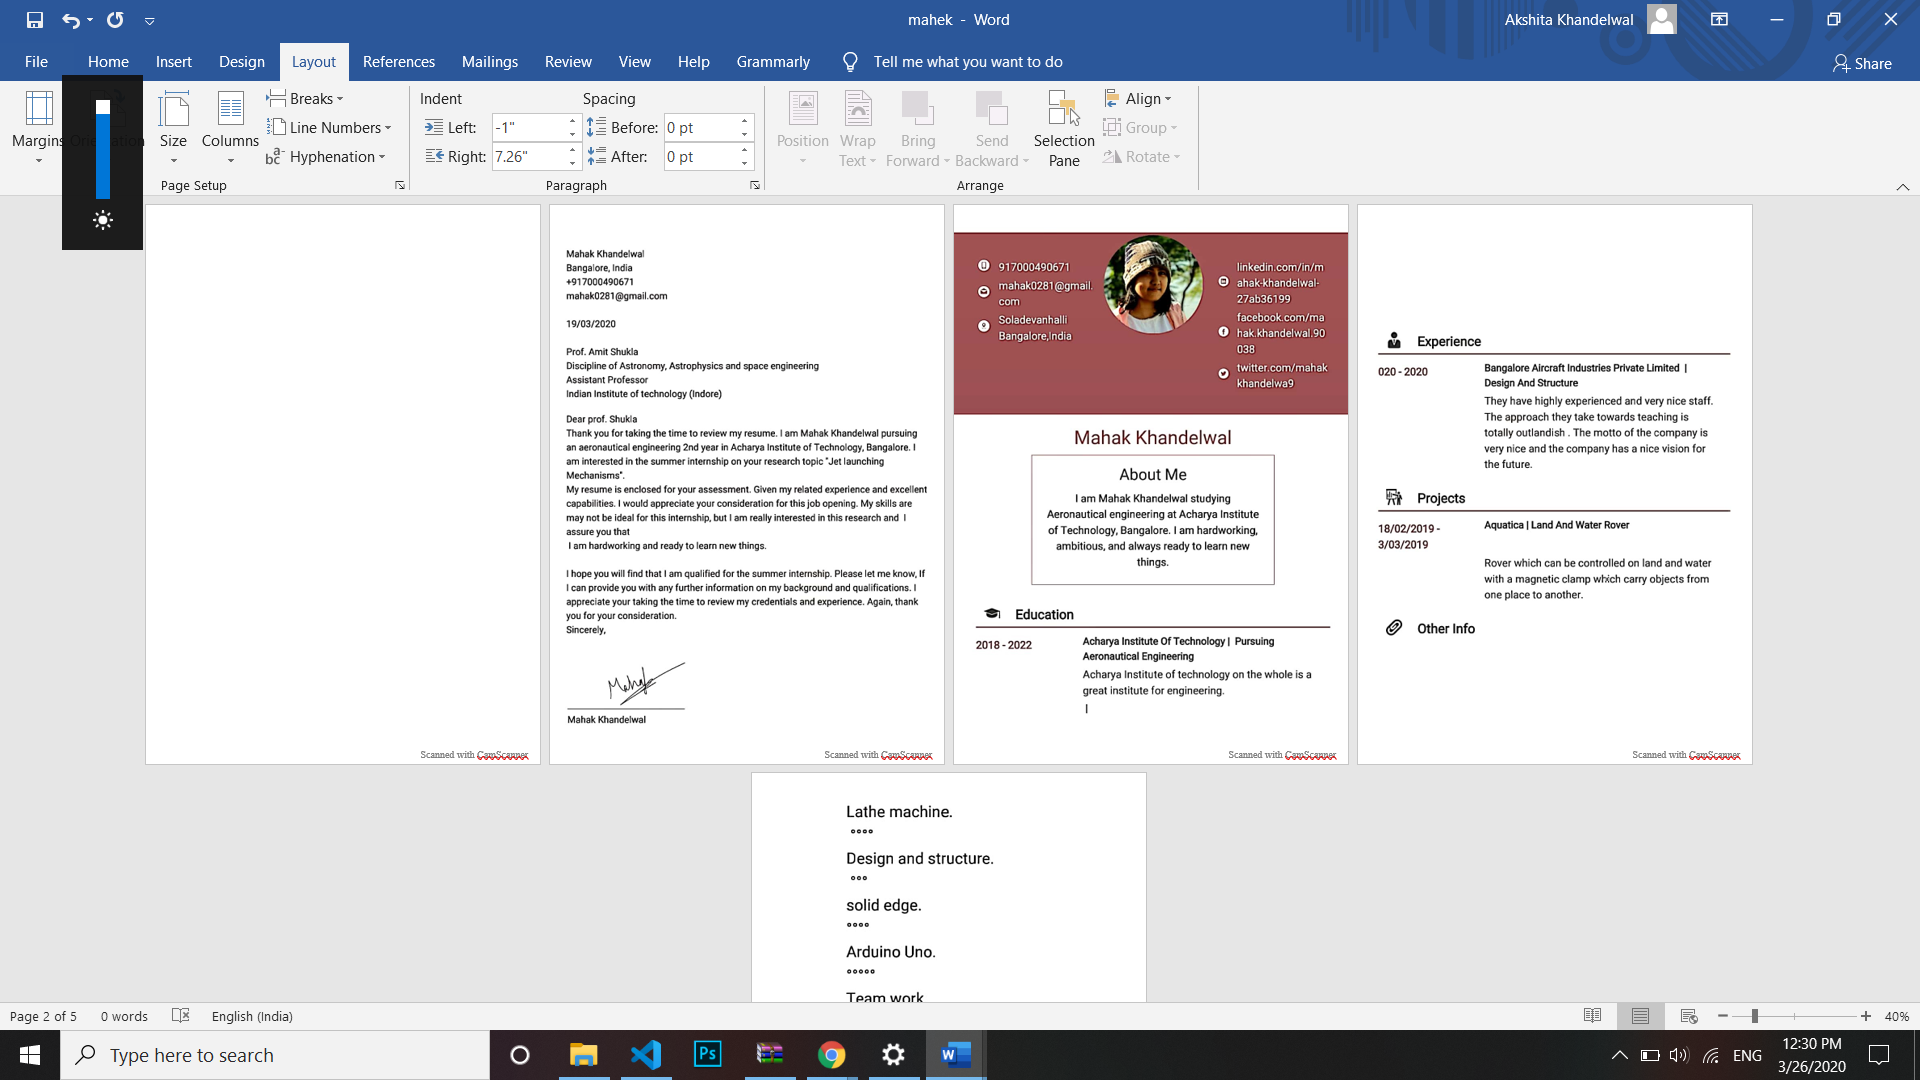 mahek - Word
Akshita Khandelwal
File Home Insert Design Layout References Mailings Review View Help Grammarly Tell me what you want to do
Share
Margins
Size
Columns
Breaks
Line Numbers
Hyphenation
Page Setup
Indent
Left: -1"
Right: 7.26"
Spacing
Before: 0 pt
After: 0 pt
Paragraph
Position
Wrap Text
Bring Forward
Send Backward
Selection Pane
Align
Group
Rotate
Arrange
Scanned with CamScanner
Mahak Khandelwal
Bangalore, India
+917000490671
mahak0281@gmail.com
19/03/2020
Prof. Amit Shukla
Discipline of Astronomy, Astrophysics and space engineering
Assistant Professor
Indian Institute of technology (Indore)
Dear prof. Shukla
Thank you for taking the time to review my resume. I am Mahak Khandelwal pursuing
an aeronautical engineering 2nd year in Acharya Institute of Technology, Bangalore. I
am interested in the summer internship on your research topic "Jet launching
Mechanisms".
My resume is enclosed for your assessment. Given my related experience and excellent
capabilities. I would appreciate your consideration for this job opening. My skills are
may not be ideal for this internship, but I am really interested in this research and I
assure you that
I am hardworking and ready to learn new things.
I hope you will find that I am qualified for the summer internship. Please let me know, If
I can provide you with any further information on my background and qualifications. I
appreciate your taking the time to review my credentials and experience. Again, thank
you for your consideration.
Sincerely,
Mahak
Mahak Khandelwal
Scanned with CamScanner
917000490671
mahak0281@gmail.
com
Soladevanhalli
Bangalore,India
linkedin.com/in/m
ahak-khandelwal-
27ab36199
facebook.com/ma
hak.khandelwal.90
038
twitter.com/mahak
khandelwa9
Mahak Khandelwal
About Me
I am Mahak Khandelwal studying
Aeronautical engineering at Acharya Institute
of Technology, Bangalore. I am hardworking,
ambitious, and always ready to learn new
things.
Education
2018 - 2022
Acharya Institute Of Technology | Pursuing
Aeronautical Engineering
Acharya Institute of technology on the whole is a
great institute for engineering.
Scanned with CamScanner
Experience
020 - 2020
Bangalore Aircraft Industries Private Limited |
Design And Structure
They have highly experienced and very nice staff.
The approach they take towards teaching is
totally outlandish . The motto of the company is
very nice and the company has a nice vision for
the future.
Projects
18/02/2019 -
3/03/2019
Aquatica | Land And Water Rover
Rover which can be controlled on land and water
with a magnetic clamp which carry objects from
one place to another.
Other Info
Scanned with CamScanner
Lathe machine.
Design and structure.
solid edge.
Arduino Uno.
Team work
Page 2 of 5 0 words English (India)
40%
Type here to search
Ps
ENG
12:30 PM
3/26/2020